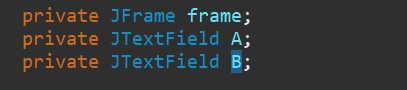 private JFrame frame;
private JTextField A;
private JTextField B;